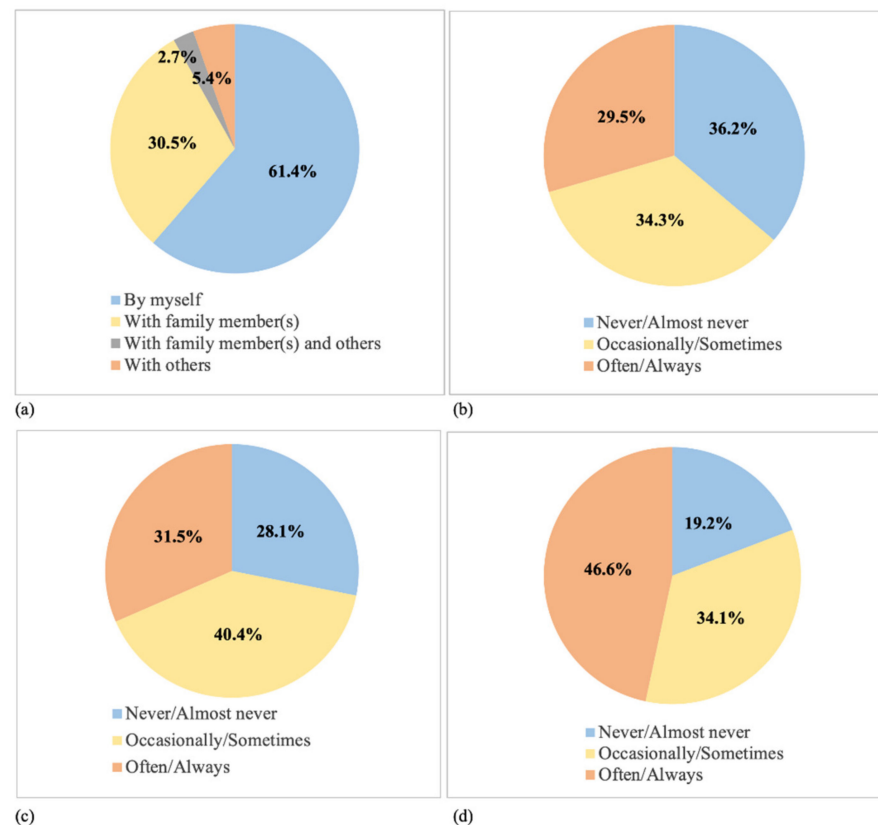 2.7%
5.4%
30.5%
61.4%
By myself
With family member(s)
With family member(s) and others
With others
(a)
29.5%
36.2%
34.3%
Never/Almost never
Occasionally/Sometimes
Often/Always
(b)
31.5%
28.1%
40.4%
Never/Almost never
Occasionally/Sometimes
Often/Always
(c)
19.2%
46.6%
34.1%
Never/Almost never
Occasionally/Sometimes
Often/Always
(d)